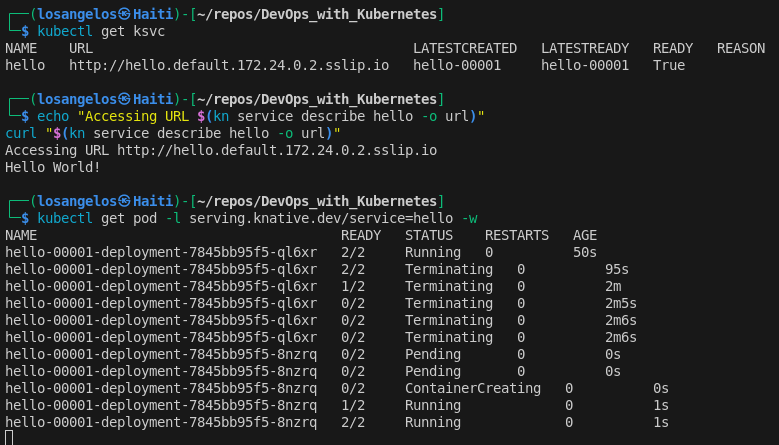 ┌──(losangelos㉿Haiti)-[~/repos/DevOps_with_Kubernetes]
└─$ kubectl get ksvc
NAME    URL                                        LATESTCREATED   LATESTREADY   READY   REASON
hello   http://hello.default.172.24.0.2.sslip.io   hello-00001     hello-00001   True
┌──(losangelos㉿Haiti)-[~/repos/DevOps_with_Kubernetes]
└─$ echo "Accessing URL $(kn service describe hello -o url)"
curl "$(kn service describe hello -o url)"
Accessing URL http://hello.default.172.24.0.2.sslip.io
Hello World!
┌──(losangelos㉿Haiti)-[~/repos/DevOps_with_Kubernetes]
└─$ kubectl get pod -l serving.knative.dev/service=hello -w
NAME                                      READY   STATUS    RESTARTS   AGE
hello-00001-deployment-7845bb95f5-ql6xr   2/2     Running   0          50s
hello-00001-deployment-7845bb95f5-ql6xr   2/2     Terminating   0          95s
hello-00001-deployment-7845bb95f5-ql6xr   1/2     Terminating   0          2m
hello-00001-deployment-7845bb95f5-ql6xr   0/2     Terminating   0          2m5s
hello-00001-deployment-7845bb95f5-ql6xr   0/2     Terminating   0          2m6s
hello-00001-deployment-7845bb95f5-ql6xr   0/2     Terminating   0          2m6s
hello-00001-deployment-7845bb95f5-8nzrq   0/2     Pending       0          0s
hello-00001-deployment-7845bb95f5-8nzrq   0/2     Pending       0          0s
hello-00001-deployment-7845bb95f5-8nzrq   0/2     ContainerCreating   0          0s
hello-00001-deployment-7845bb95f5-8nzrq   1/2     Running             0          1s
hello-00001-deployment-7845bb95f5-8nzrq   2/2     Running             0          1s